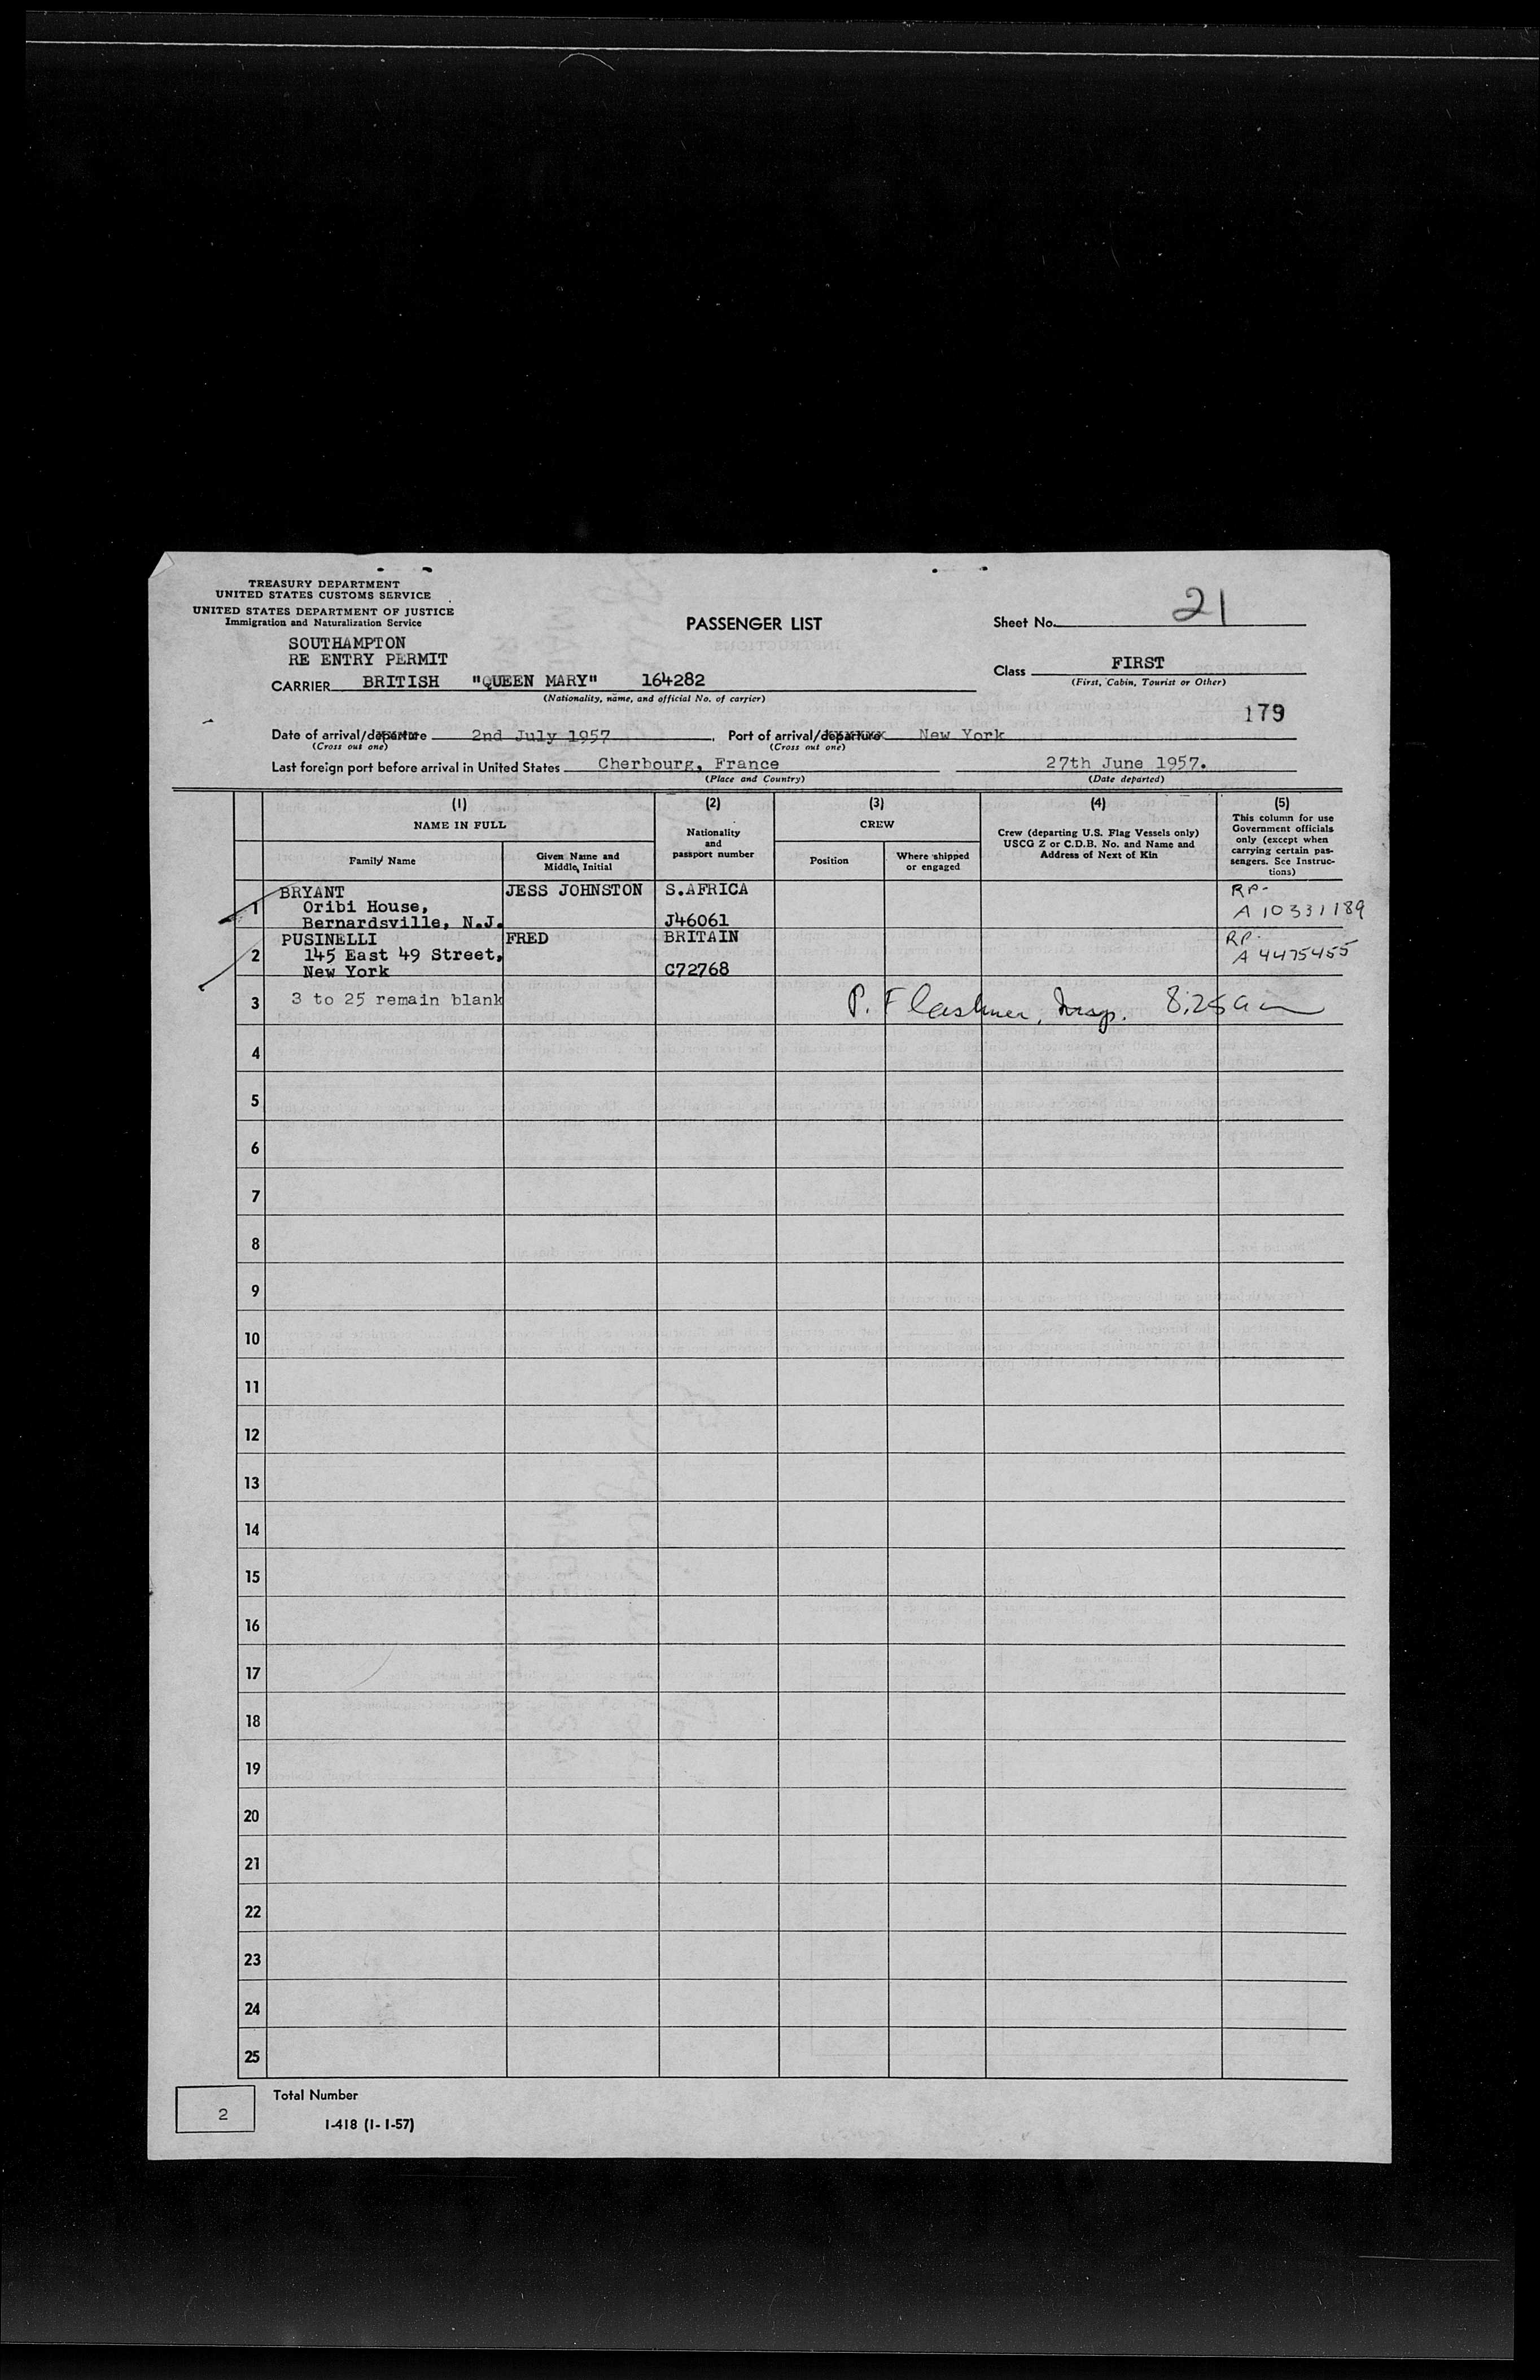 TREASURY DEPARTMENT
UNITED STATES CUSTOMS SERVICE
UNITED STATES DEPARTMENT OF JUSTICE
Immigration and Naturalization Service
SOUTHAMPTON
RE ENTRY PERMIT
PASSENGER LIST
Sheet No. 21
Class FIRST
(First, Cabin, Tourist or Other)
CARRIER BRITISH "QUEEN MARY" 164282
(Nationality, name, and official No. of carrier)
179
Date of arrival/departure 2nd July 1957. Port of arrival/departure New York
(Cross out one) (Cross out one)
Last foreign port before arrival in United States Cherbourg, France 27th June 1957.
(Place and Country) (Date departed)
(1) (2) (3) (4) (5)
NAME IN FULL
Family Name
Given Name and
Middle Initial
Nationality
and
passport number
CREW
Position
Where shipped
or engaged
Crew (departing U.S. Flag Vessels only)
USCG Z or C.D.B. No. and Name and
Address of Next of Kin
This column for use
Government officials
only (except when
carrying certain pas-
sengers. See Instruc-
tions)
BRYANT JESS JOHNSTON S.AFRICA RP-
1 Oribi House, A 10331189
Bernardsville, N.J. J46061
PUSINELLI FRED BRITAIN RP-
2 145 East 49 Street, A 4475455
New York C72768
3 3 to 25 remain blank P. Flashner, Insp. 8:25 am
4
5
6
7
8
9
10
11
12
13
14
15
16
17
18
19
20
21
22
23
24
25
2 Total Number
I-418 (1-1-57)